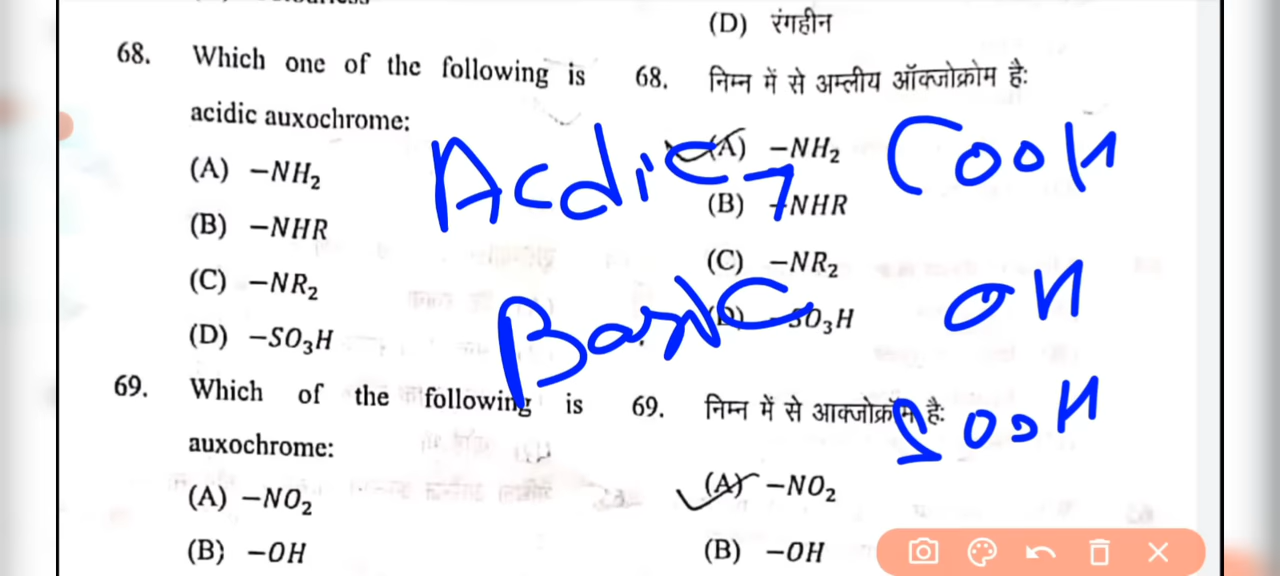 (D) रंगहीन
68. Which one of the following is
acidic auxochrome:
(A) -NH₂
(B) -NHR
(C) -NR₂
(D) -SO₃H
69. Which of the following is
auxochrome:
(A) -NO₂
(B) -OH
68. निम्न में से अम्लीय ऑक्जोक्रोम है:
(A) -NH₂
(B) -NHR
(C) -NR₂
(D) -SO₃H
69. निम्न में से आक्जोक्रोम है:
(A) -NO₂
(B) -OH
Acdic
COOH
Basic
OH
SOOH